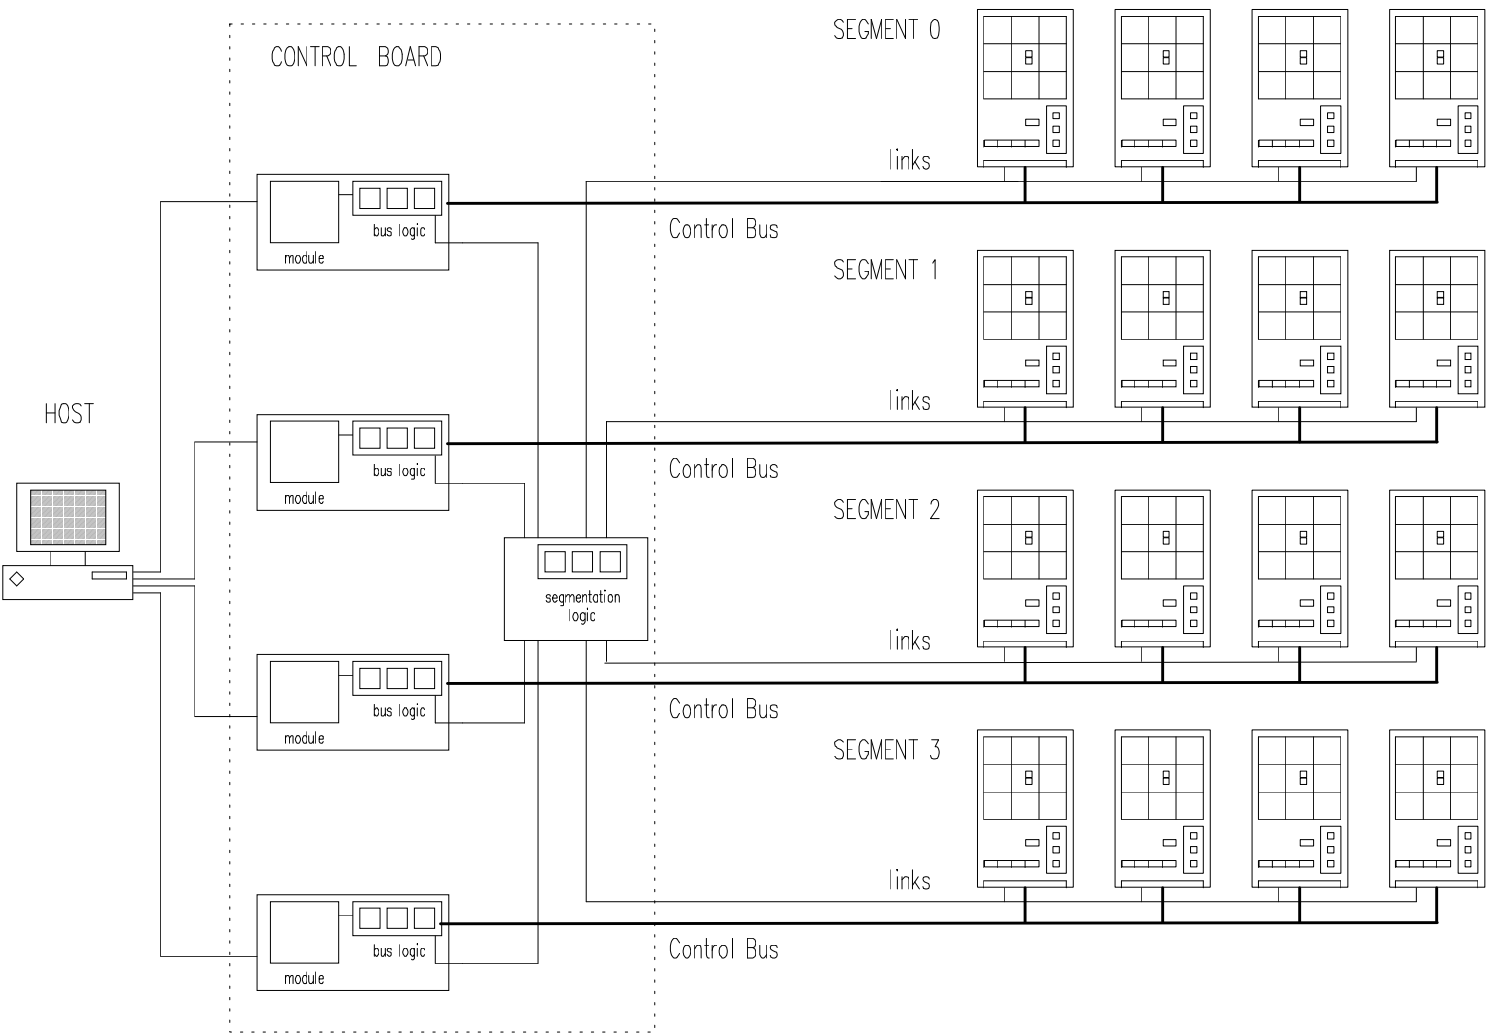 SEGMENT 0
CONTROL BOARD
links
bus logic
Control Bus
module
SEGMENT 1
links
HOST
bus logic
Control Bus
module
SEGMENT 2
segmentation
logic
links
bus logic
Control Bus
module
SEGMENT 3
links
bus logic
Control Bus
module